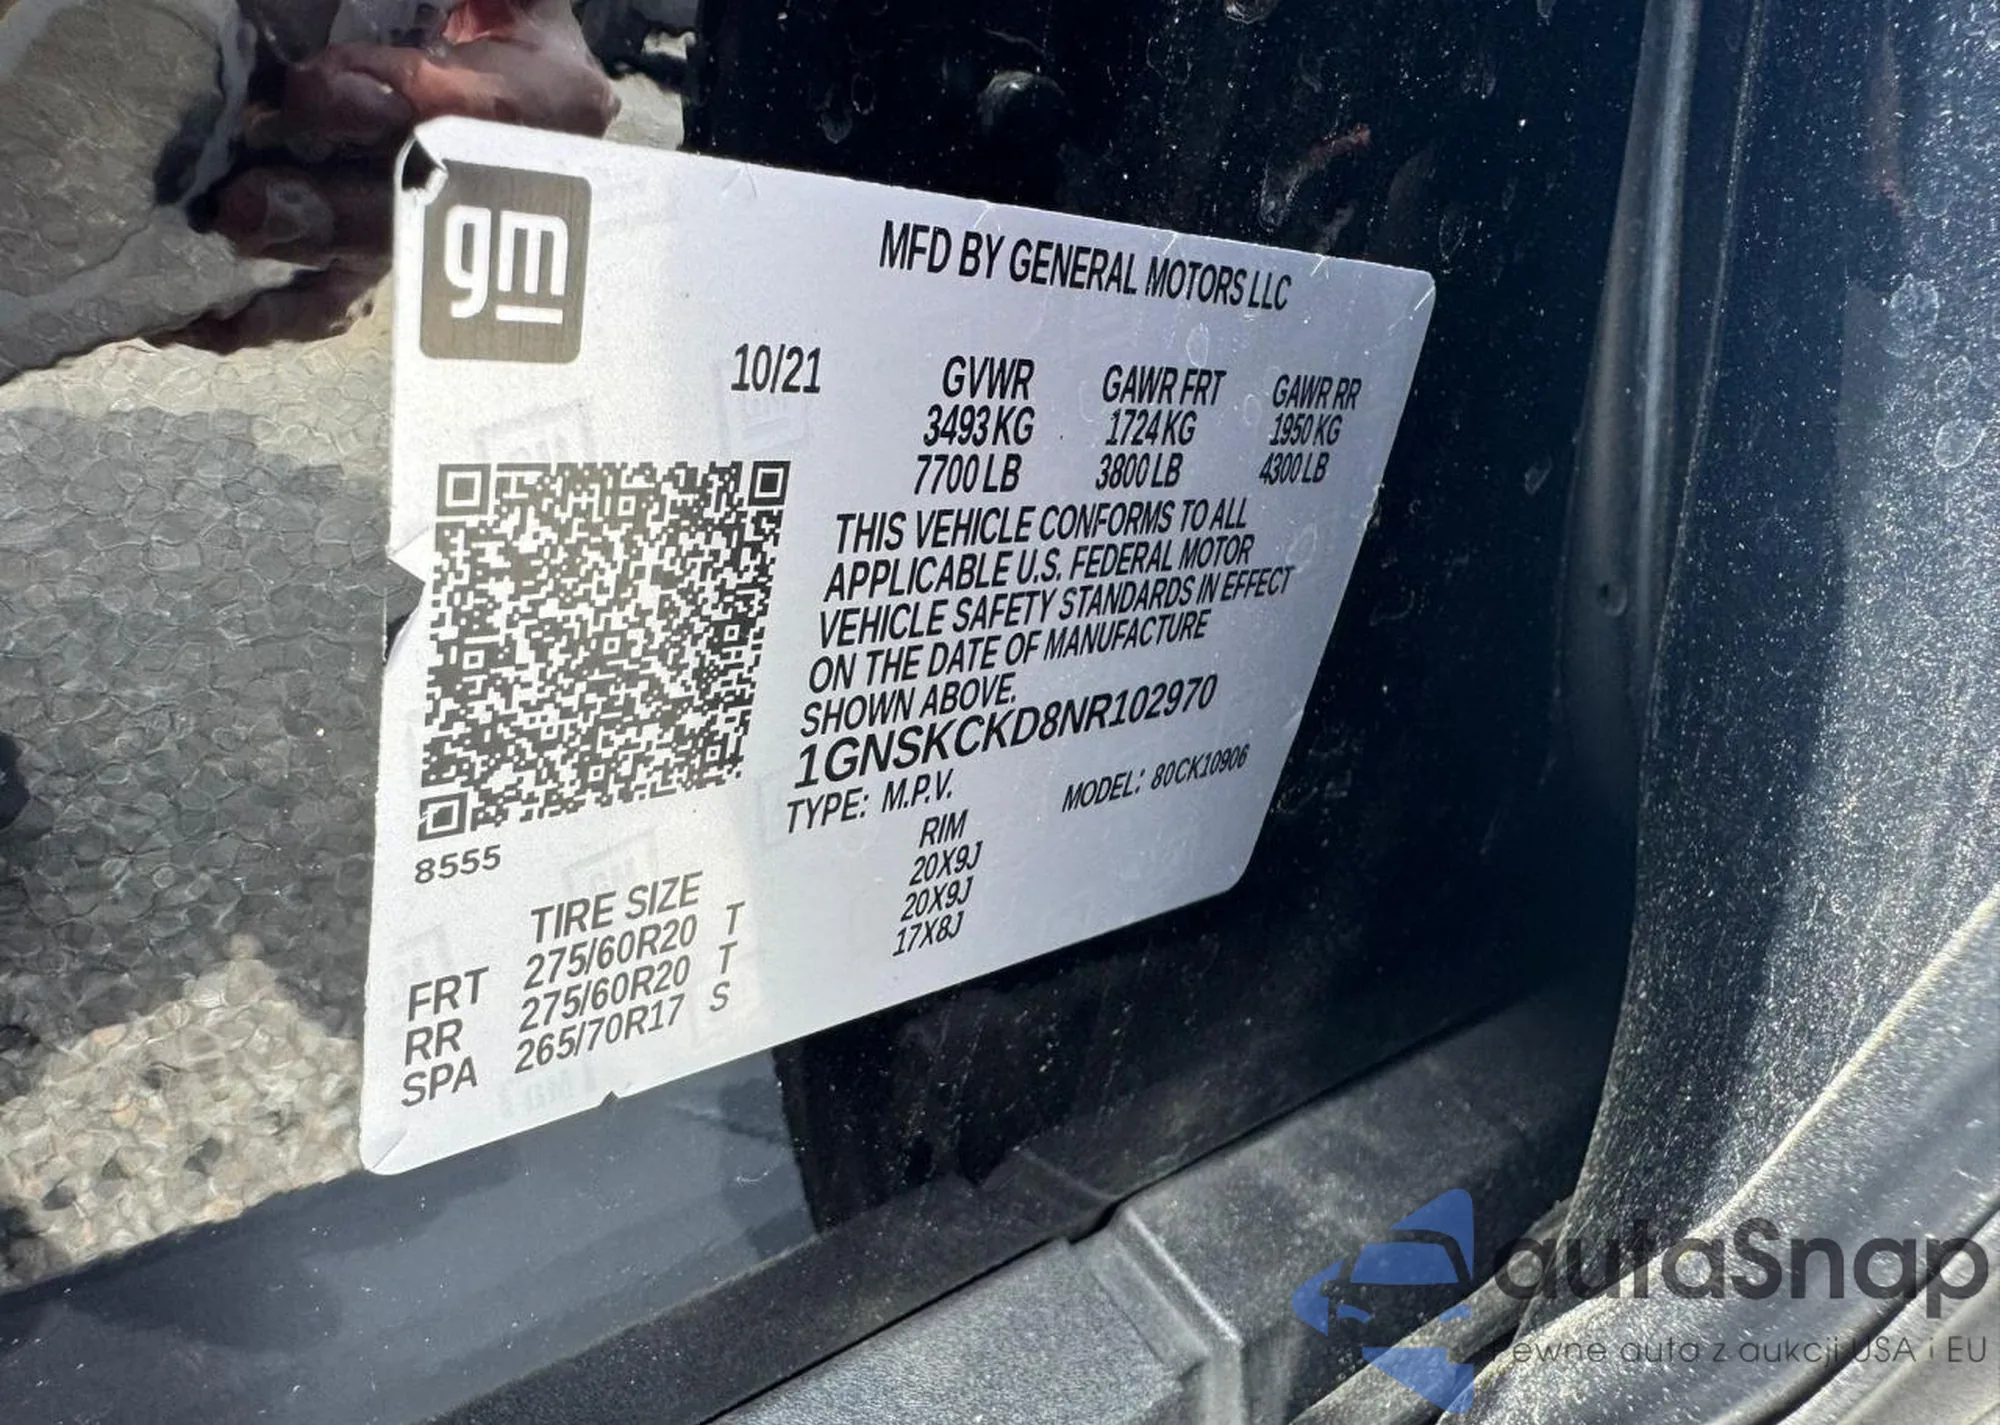 gm
MFD BY GENERAL MOTORS LLC
10/21 GVWR GAWR FRT GAWR RR
3493 KG 1724 KG 1950 KG
7700 LB 3800 LB 4300 LB
THIS VEHICLE CONFORMS TO ALL
APPLICABLE U.S. FEDERAL MOTOR
VEHICLE SAFETY STANDARDS IN EFFECT
ON THE DATE OF MANUFACTURE
SHOWN ABOVE.
1GNSKCKD8NR102970
TYPE: M.P.V. MODEL: 80CK10906
8555
TIRE SIZE RIM
FRT 275/60R20 T 20X9J
RR 275/60R20 T 20X9J
SPA 265/70R17 S 17X8J
autaSnap
Pewne auta z aukcji USA i EU